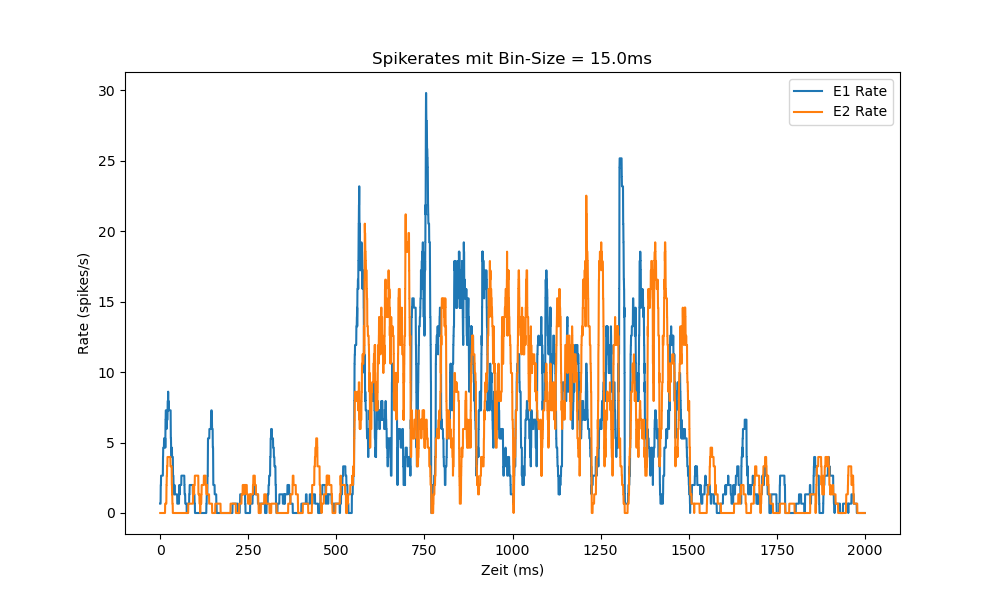 Spikerates mit Bin-Size = 15.0ms
E1 Rate
E2 Rate
Rate (spikes/s)
30
25
20
15
10
5
0
0 250 500 750 1000 1250 1500 1750 2000
Zeit (ms)